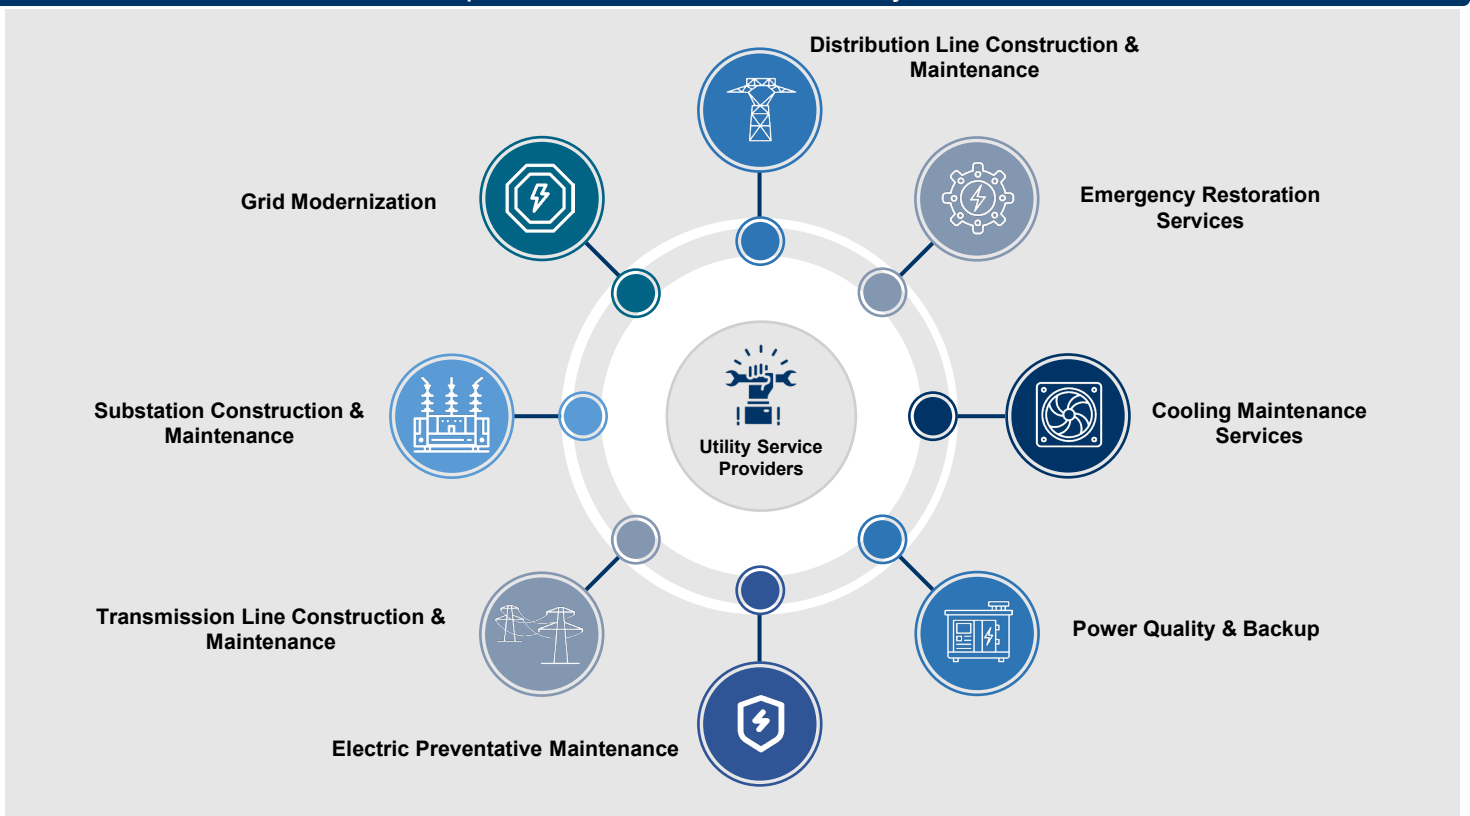 Distribution Line Construction &
Maintenance
Emergency Restoration
Services
Grid Modernization
Cooling Maintenance
Services
Substation Construction &
Maintenance
Utility Service
Providers
Transmission Line Construction &
Maintenance
Power Quality & Backup
Electric Preventative Maintenance